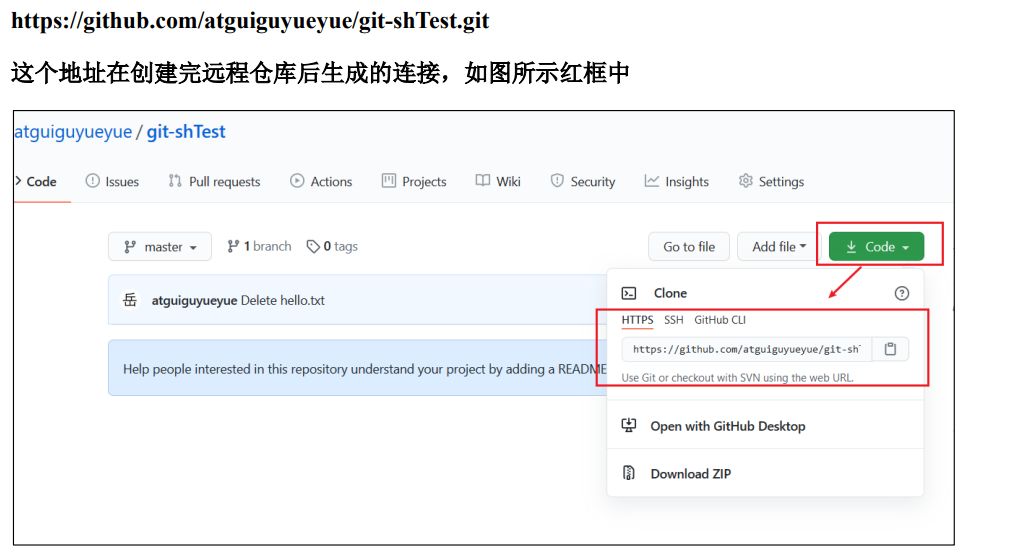 https://github.com/atguiguyueyue/git-shTest.git
这个地址在创建完远程仓库后生成的连接，如图所示红框中
atguiguyueyue / git-shTest
Code Issues Pull requests Actions Projects Wiki Security Insights Settings
master 1 branch 0 tags Go to file Add file Code
岳 atguiguyueyue Delete hello.txt
Clone
HTTPS SSH GitHub CLI
https://github.com/atguiguyueyue/git-shT
Help people interested in this repository understand your project by adding a README
Use Git or checkout with SVN using the web URL.
Open with GitHub Desktop
Download ZIP